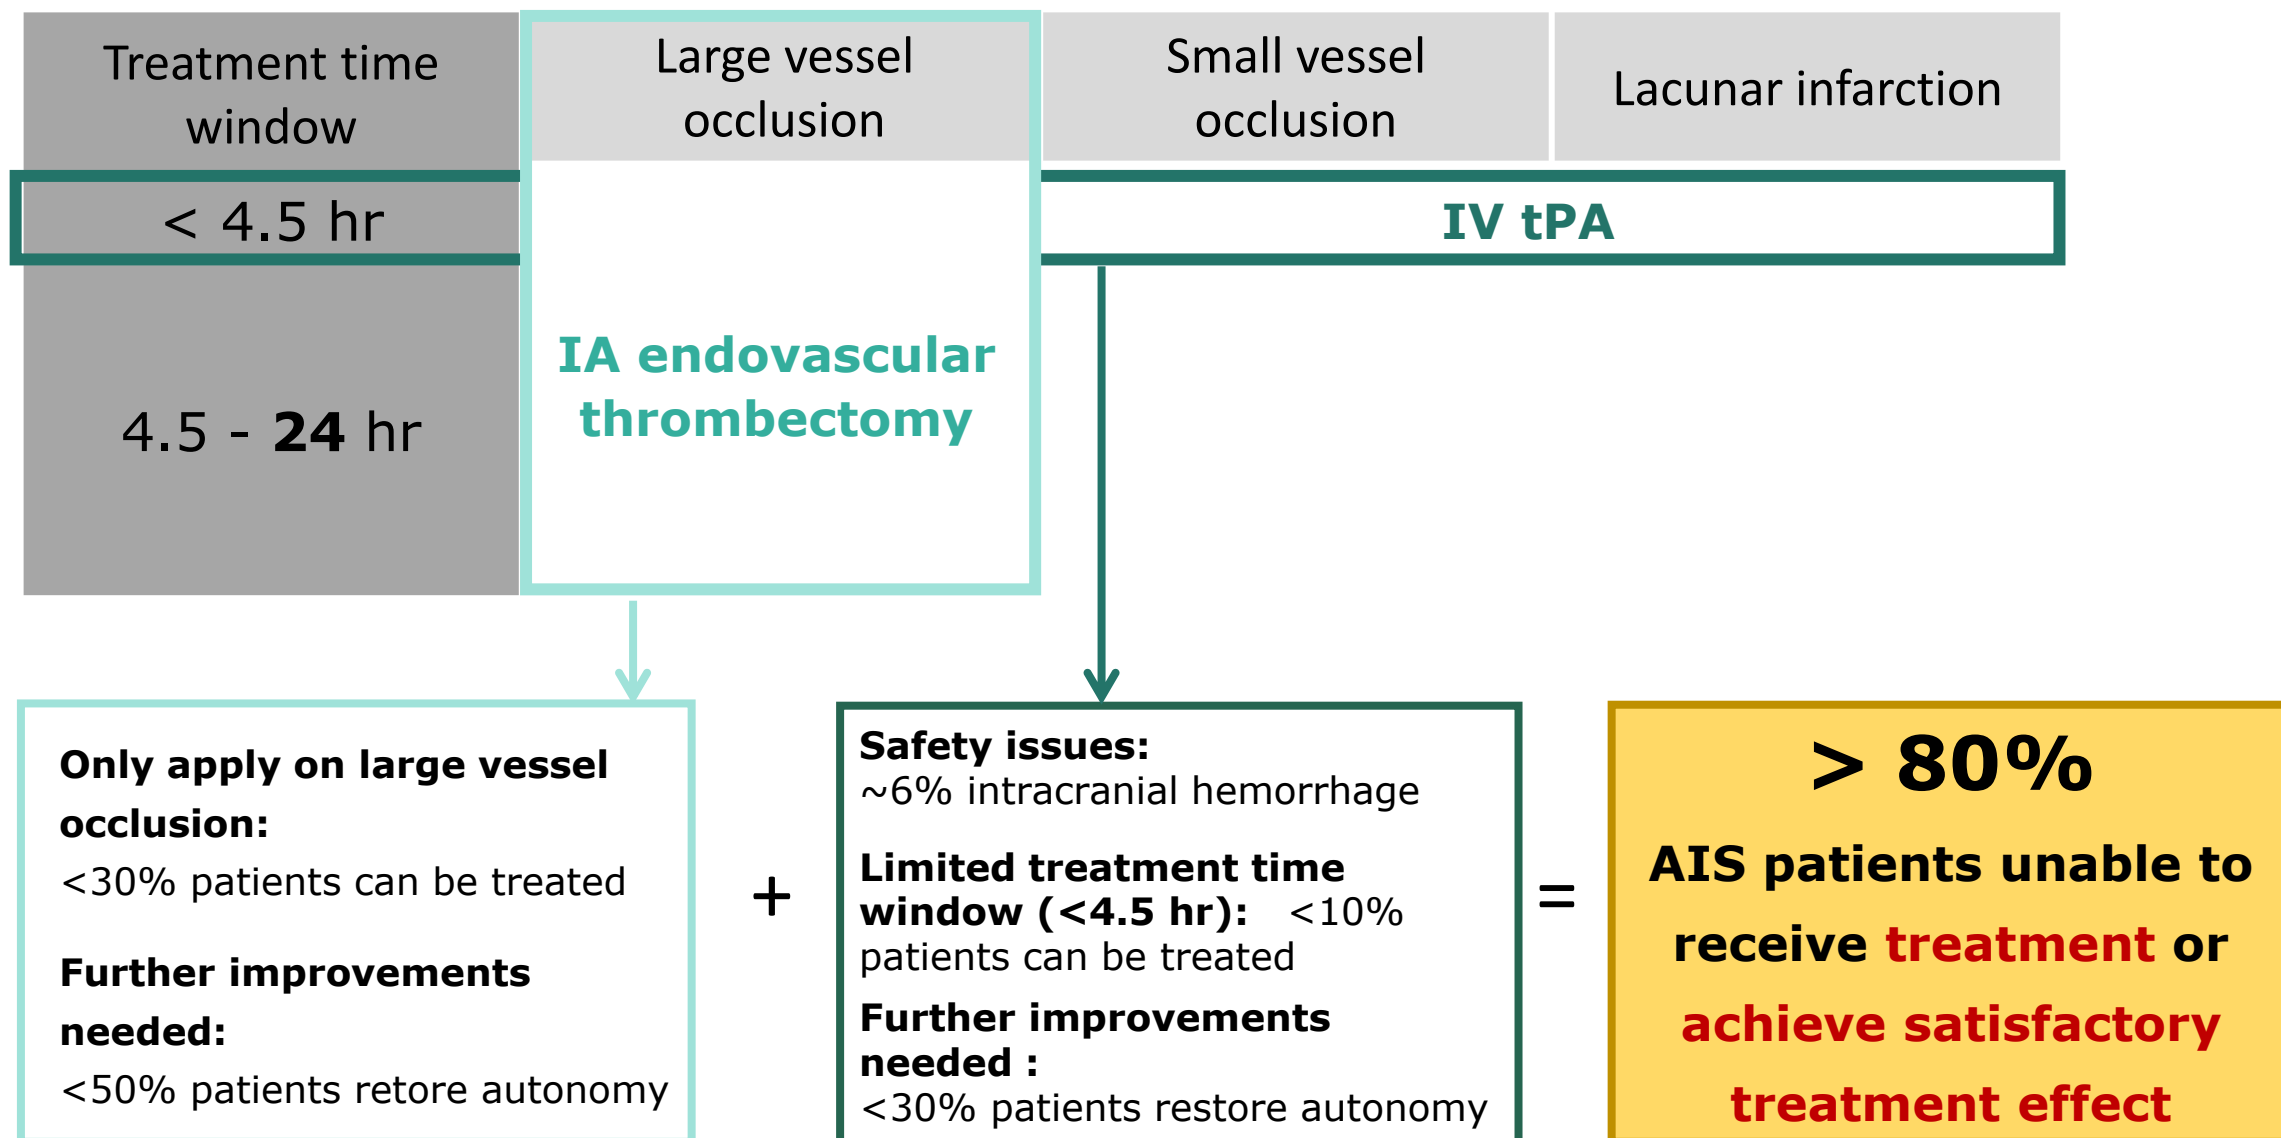 Treatment time
window
Large vessel
occlusion
Small vessel
occlusion
Lacunar infarction
< 4.5 hr
IV tPA
4.5 - 24 hr
IA endovascular
thrombectomy
Only apply on large vessel
occlusion:
<30% patients can be treated
Further improvements
needed:
<50% patients retore autonomy
+
Safety issues:
~6% intracranial hemorrhage
Limited treatment time
window (<4.5 hr): <10%
patients can be treated
Further improvements
needed :
<30% patients restore autonomy
=
> 80%
AIS patients unable to
receive treatment or
achieve satisfactory
treatment effect